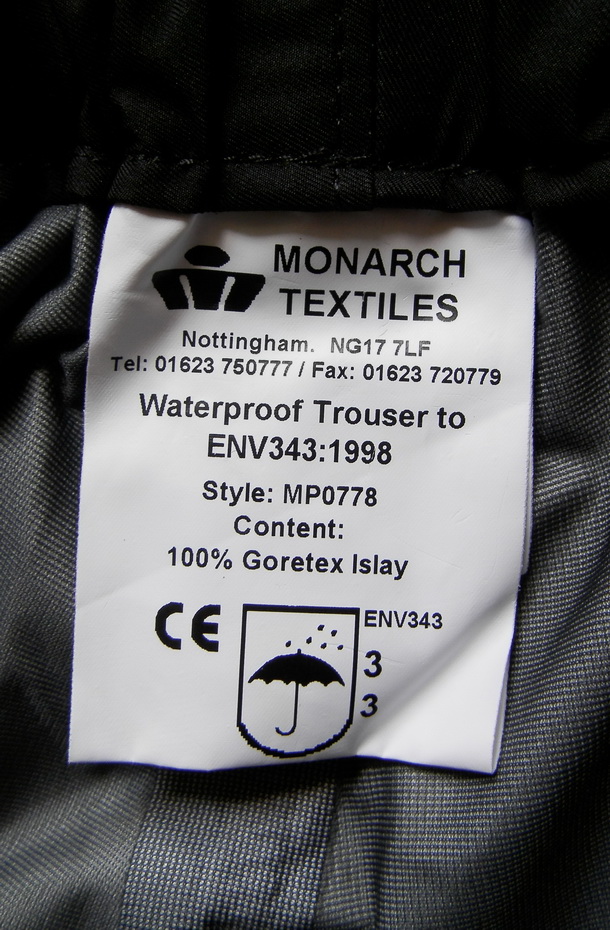 MONARCH
TEXTILES
Nottingham. NG17 7LF
Tel: 01623 750777 / Fax: 01623 720779
Waterproof Trouser to
ENV343:1998
Style: MP0778
Content:
100% Goretex Islay
CE
ENV343
3
3